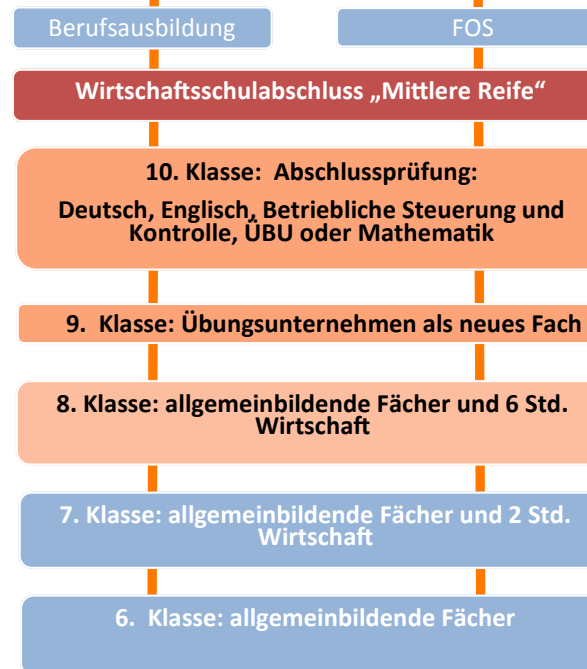 Berufsausbildung
FOS
Wirtschaftsschulabschluss „Mittlere Reife“
10. Klasse: Abschlussprüfung:
Deutsch, Englisch, Betriebliche Steuerung und
Kontrolle, ÜBU oder Mathematik
9. Klasse: Übungsunternehmen als neues Fach
8. Klasse: allgemeinbildende Fächer und 6 Std.
Wirtschaft
7. Klasse: allgemeinbildende Fächer und 2 Std.
Wirtschaft
6. Klasse: allgemeinbildende Fächer